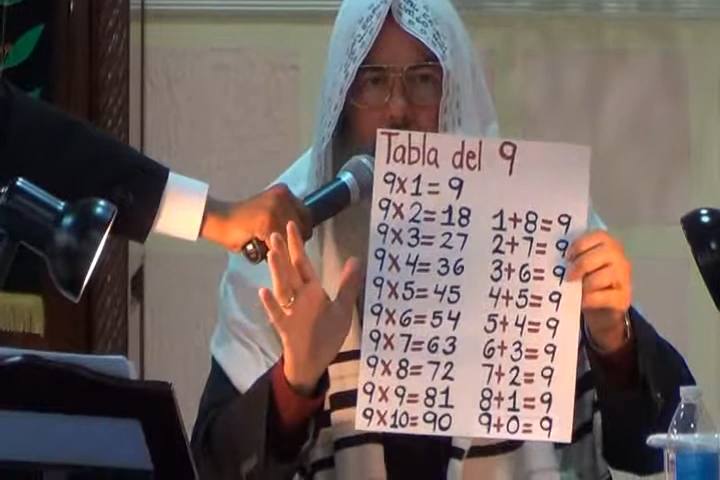 Tabla del 9
9x1=9
9x2=18 1+8=9
9x3=27 2+7=9
9x4=36 3+6=9
9x5=45 4+5=9
9x6=54 5+4=9
9x7=63 6+3=9
9x8=72 7+2=9
9x9=81 8+1=9
9x10=90 9+0=9